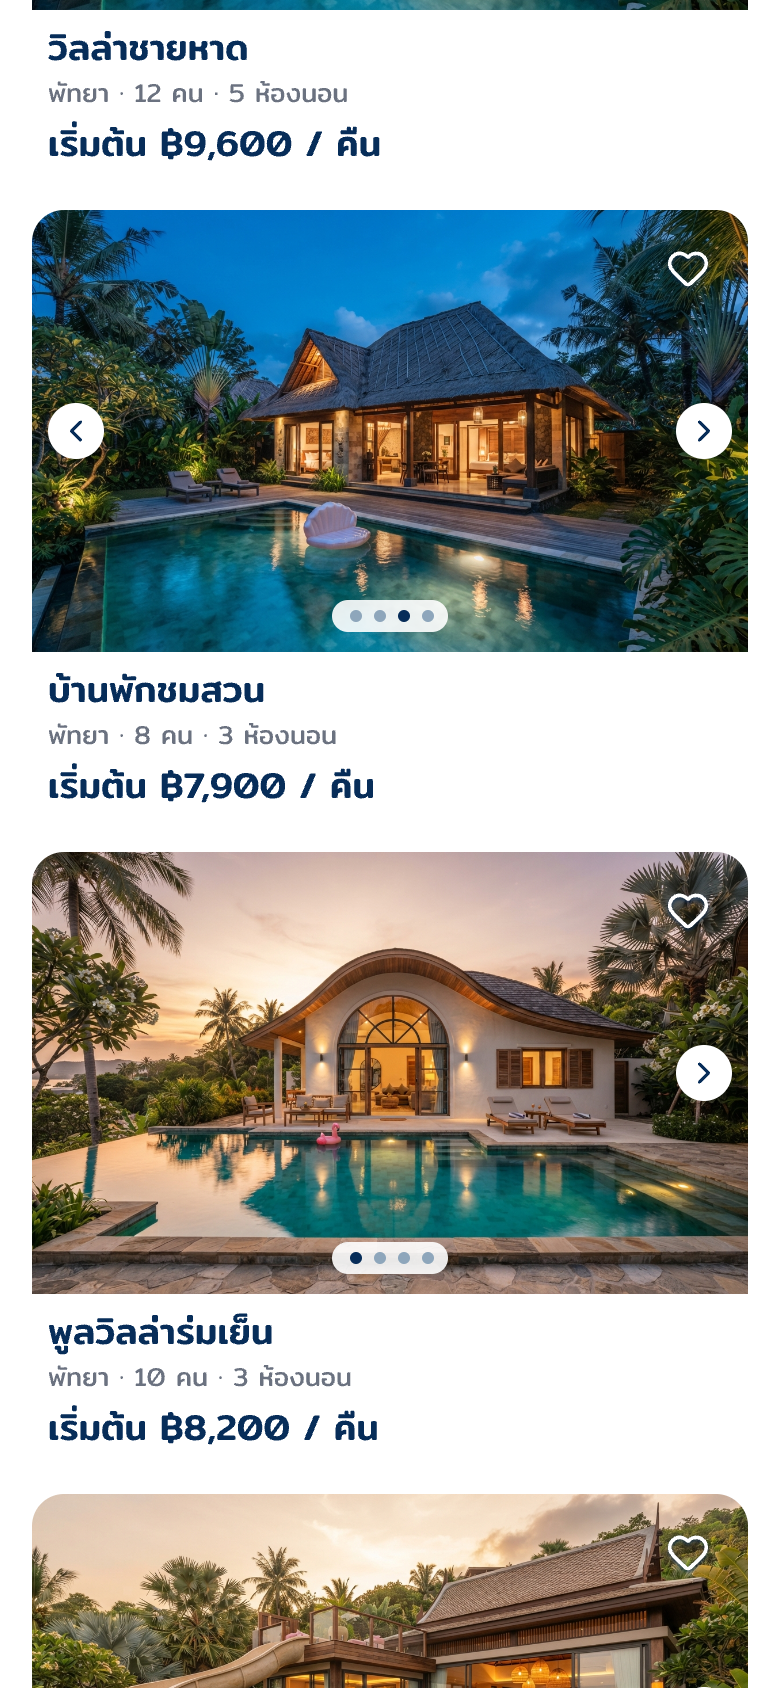 วิลล่าชายหาด
พัทยา · 12 คน · 5 ห้องนอน
เริ่มต้น ฿9,600 / คืน
บ้านพักชมสวน
พัทยา · 8 คน · 3 ห้องนอน
เริ่มต้น ฿7,900 / คืน
พูลวิลล่าร่มเย็น
พัทยา · 10 คน · 3 ห้องนอน
เริ่มต้น ฿8,200 / คืน